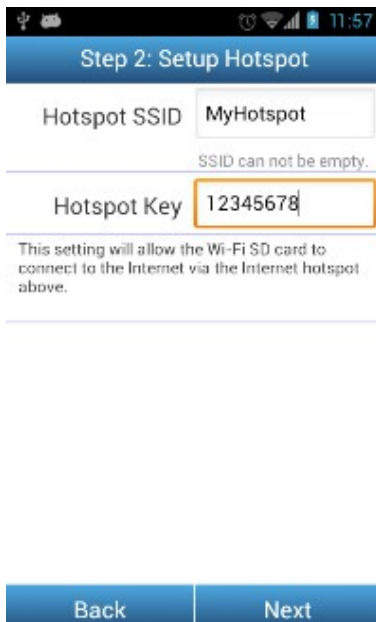 11:57
Step 2: Setup Hotspot
Hotspot SSID MyHotspot
SSID can not be empty.
Hotspot Key 12345678
This setting will allow the Wi-Fi SD card to
connect to the Internet via the Internet hotspot
above.
Back Next